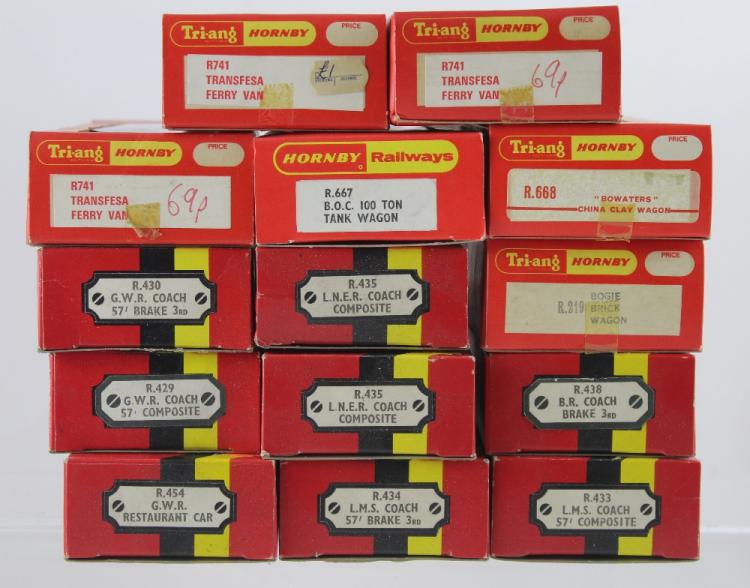 Tri-ang HORNBY PRICE
R741
TRANSFESA
FERRY VAN
£1
Tri-ang HORNBY PRICE
R741
TRANSFESA
FERRY VAN
69p
Tri-ang HORNBY PRICE
R741
TRANSFESA
FERRY VAN
69p
HORNBY Railways
R.667
B.O.C. 100 TON
TANK WAGON
R.668
"BOWATERS"
CHINA CLAY WAGON
R.430
G.W.R. COACH
57' BRAKE 3RD
R.435
L.N.E.R. COACH
COMPOSITE
Tri-ang HORNBY PRICE
R.219
BOGIE
BRICK
WAGON
R.429
G.W.R. COACH
57' COMPOSITE
R.435
L.N.E.R. COACH
COMPOSITE
R.438
B.R. COACH
BRAKE 3RD
R.454
G.W.R.
RESTAURANT CAR
R.434
L.M.S. COACH
57' BRAKE 3RD
R.433
L.M.S. COACH
57' COMPOSITE